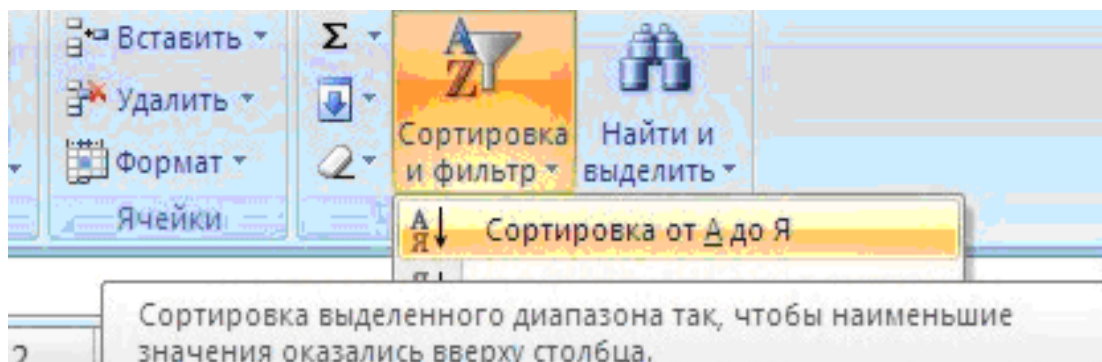 Вставить
Удалить
Формат
Ячейки
Σ
A
Z
Сортировка
и фильтр
Найти и
выделить
А
Я
Сортировка от А до Я
Сортировка выделенного диапазона так, чтобы наименьшие
2
значения оказались вверху столбца.